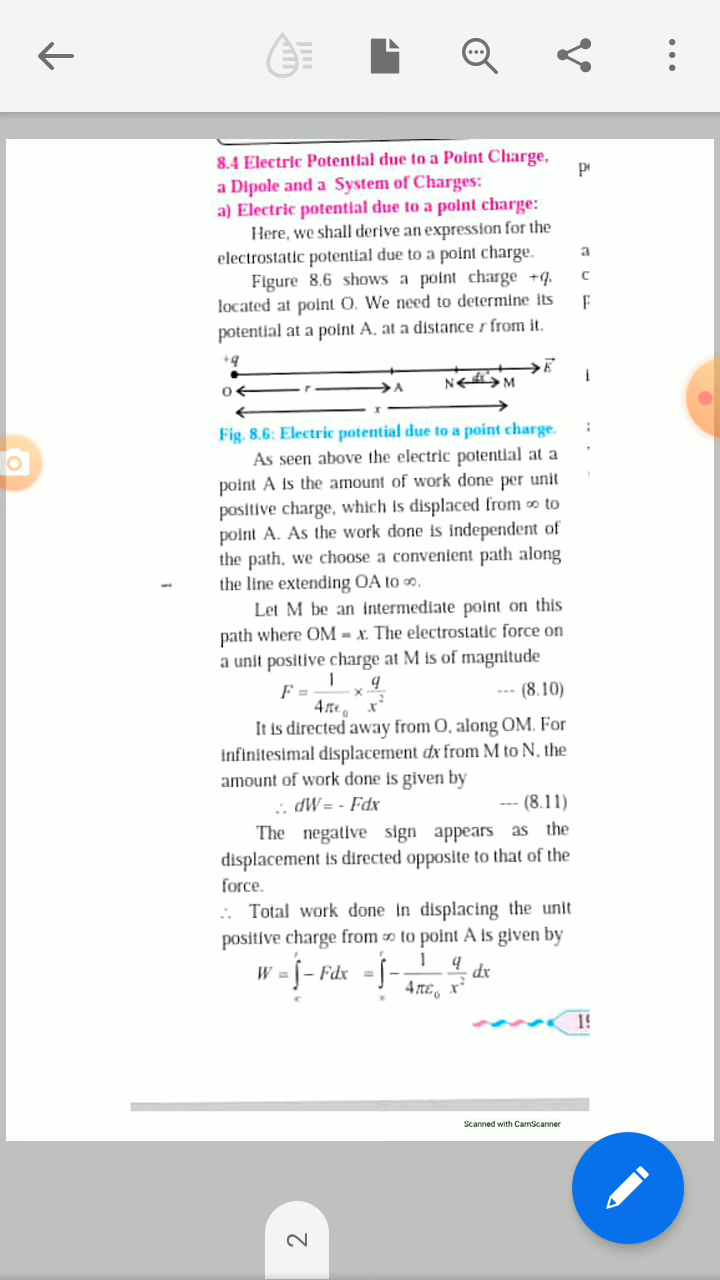 8.4 Electric Potential due to a Point Charge,
a Dipole and a System of Charges:
a) Electric potential due to a point charge:
Here, we shall derive an expression for the
electrostatic potential due to a point charge.
Figure 8.6 shows a point charge +q,
located at point O. We need to determine its
potential at a point A, at a distance r from it.
+q
O r A N dx M E⃗
x
Fig. 8.6: Electric potential due to a point charge.
As seen above the electric potential at a
point A is the amount of work done per unit
positive charge, which is displaced from ∞ to
point A. As the work done is independent of
the path, we choose a convenient path along
the line extending OA to ∞.
Let M be an intermediate point on this
path where OM = x. The electrostatic force on
a unit positive charge at M is of magnitude
F = 1/4πε₀ × q/x² --- (8.10)
It is directed away from O, along OM. For
infinitesimal displacement dx from M to N, the
amount of work done is given by
∴ dW = - Fdx --- (8.11)
The negative sign appears as the
displacement is directed opposite to that of the
force.
∴ Total work done in displacing the unit
positive charge from ∞ to point A is given by
W = ∫ - Fdx = ∫ - 1/4πε₀ q/x² dx
Scanned with CamScanner
2